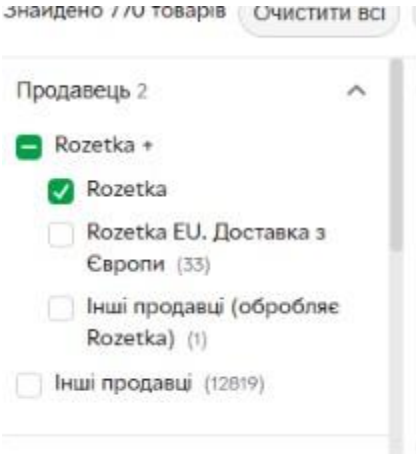 Знайдено 770 товарів Очистити всі
Продавець 2
Rozetka +
Rozetka
Rozetka EU. Доставка з
Європи (33)
Інші продавці (обробляє
Rozetka) (1)
Інші продавці (12819)